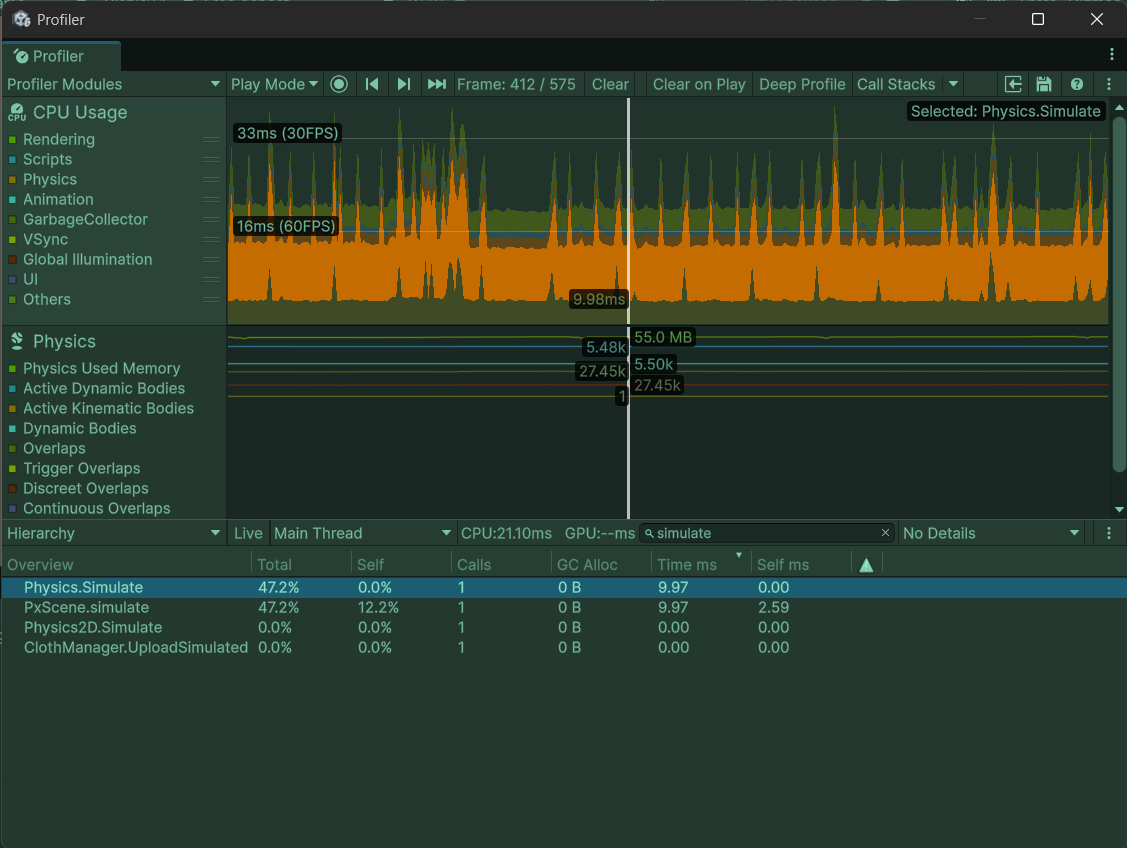 Profiler
Profiler
Profiler Modules Play Mode Frame: 412 / 575 Clear Clear on Play Deep Profile Call Stacks
CPU Usage
CPU
Selected: Physics.Simulate
Rendering
Scripts
Physics
Animation
GarbageCollector
VSync
Global Illumination
UI
Others
33ms (30FPS)
16ms (60FPS)
9.98ms
Physics
Physics Used Memory
Active Dynamic Bodies
Active Kinematic Bodies
Dynamic Bodies
Overlaps
Trigger Overlaps
Discreet Overlaps
Continuous Overlaps
55.0 MB
5.48k
5.50k
27.45k
27.45k
1
Hierarchy Live Main Thread CPU:21.10ms GPU:--ms simulate No Details
Overview Total Self Calls GC Alloc Time ms Self ms
Physics.Simulate 47.2% 0.0% 1 0 B 9.97 0.00
PxScene.simulate 47.2% 12.2% 1 0 B 9.97 2.59
Physics2D.Simulate 0.0% 0.0% 1 0 B 0.00 0.00
ClothManager.UploadSimulated 0.0% 0.0% 1 0 B 0.00 0.00